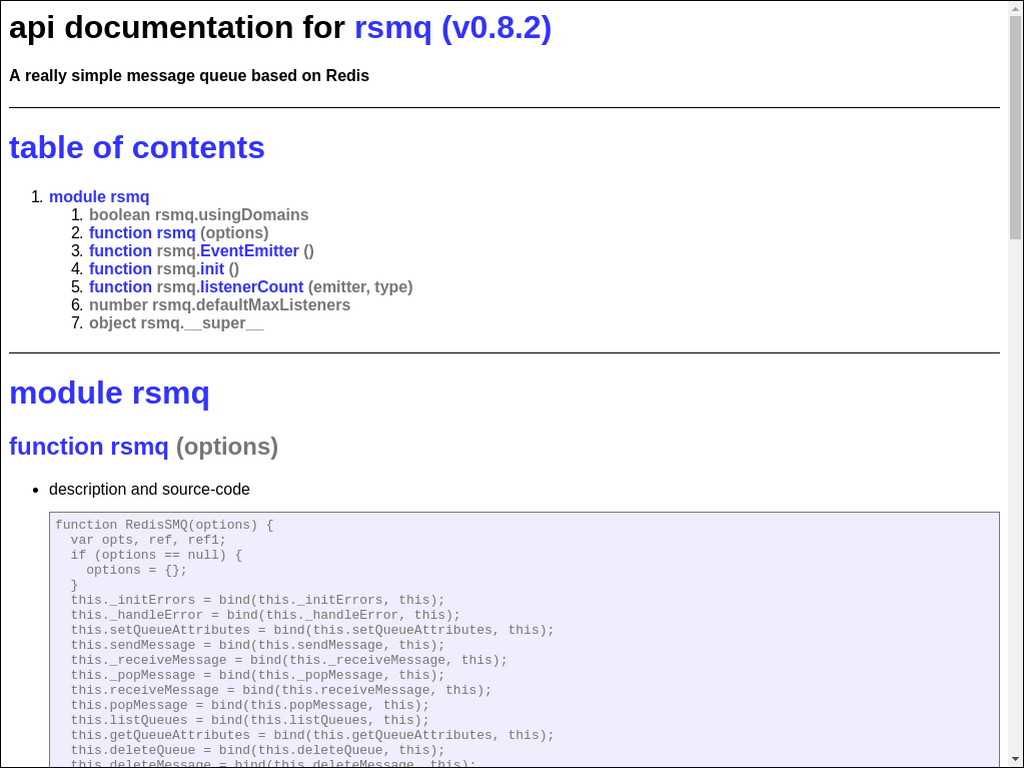 api documentation for rsmq (v0.8.2)
A really simple message queue based on Redis
table of contents
1. module rsmq
1. boolean rsmq.usingDomains
2. function rsmq (options)
3. function rsmq.EventEmitter ()
4. function rsmq.init ()
5. function rsmq.listenerCount (emitter, type)
6. number rsmq.defaultMaxListeners
7. object rsmq.__super__
module rsmq
function rsmq (options)
• description and source-code
function RedisSMQ(options) {
  var opts, ref, ref1;
  if (options == null) {
    options = {};
  }
  this._initErrors = bind(this._initErrors, this);
  this._handleError = bind(this._handleError, this);
  this.setQueueAttributes = bind(this.setQueueAttributes, this);
  this.sendMessage = bind(this.sendMessage, this);
  this._receiveMessage = bind(this._receiveMessage, this);
  this._popMessage = bind(this._popMessage, this);
  this.receiveMessage = bind(this.receiveMessage, this);
  this.popMessage = bind(this.popMessage, this);
  this.listQueues = bind(this.listQueues, this);
  this.getQueueAttributes = bind(this.getQueueAttributes, this);
  this.deleteQueue = bind(this.deleteQueue, this);
  this.deleteMessage = bind(this.deleteMessage, this);